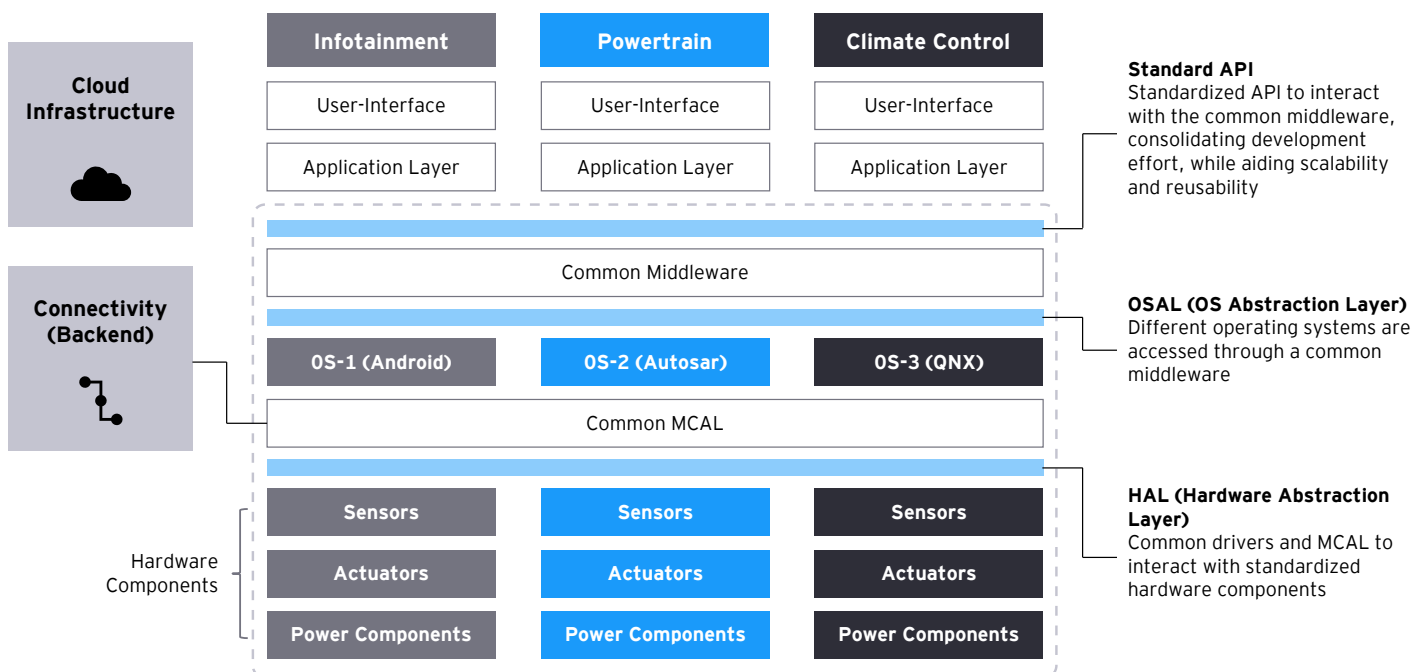 Cloud
Infrastructure
Connectivity
(Backend)
Infotainment
Powertrain
Climate Control
User-Interface
User-Interface
User-Interface
Application Layer
Application Layer
Application Layer
Common Middleware
OS-1 (Android)
OS-2 (Autosar)
OS-3 (QNX)
Common MCAL
Hardware
Components
Sensors
Sensors
Sensors
Actuators
Actuators
Actuators
Power Components
Power Components
Power Components
Standard API
Standardized API to interact
with the common middleware,
consolidating development
effort, while aiding scalability
and reusability
OSAL (OS Abstraction Layer)
Different operating systems are
accessed through a common
middleware
HAL (Hardware Abstraction
Layer)
Common drivers and MCAL to
interact with standardized
hardware components